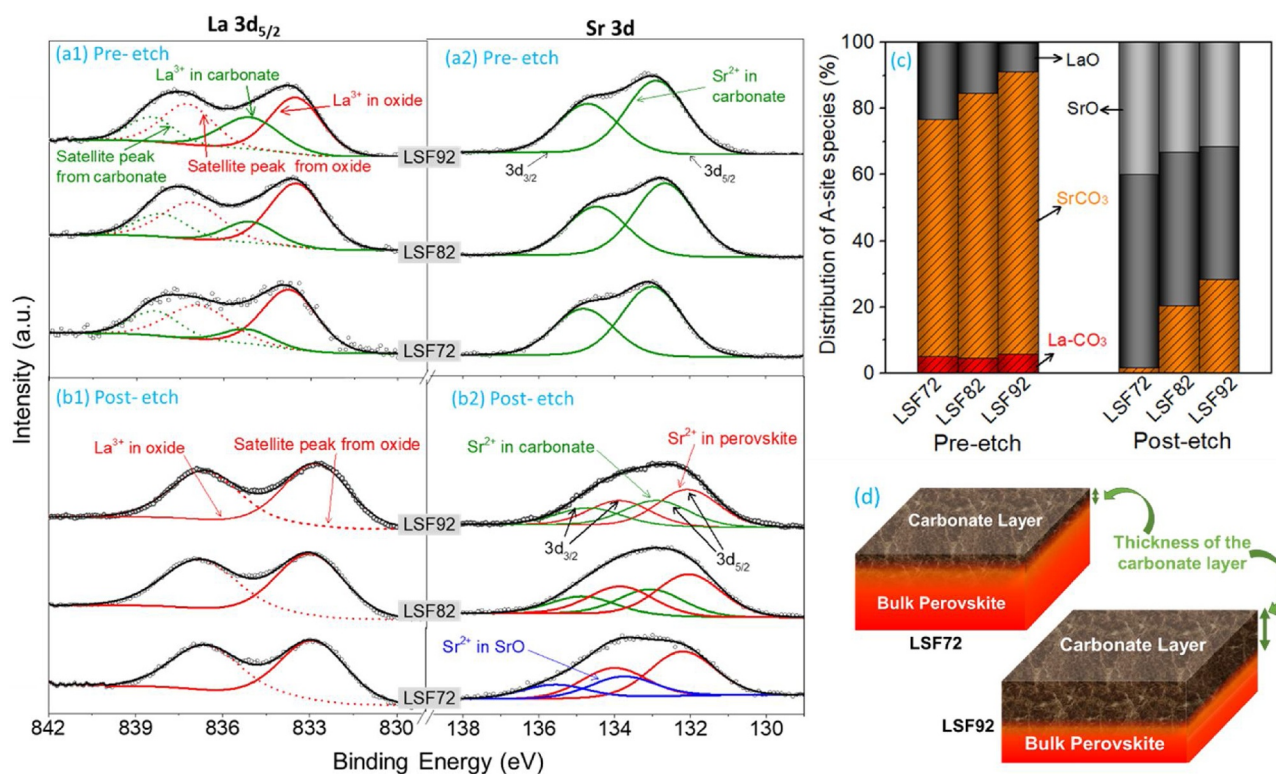 La 3d5/2
Sr 3d
(a1) Pre- etch
La3+ in carbonate
La3+ in oxide
Satellite peak
from carbonate
Satellite peak from oxide
LSF92
LSF82
LSF72
(a2) Pre- etch
Sr2+ in
carbonate
3d3/2
3d5/2
(b1) Post- etch
La3+ in oxide
Satellite peak from oxide
LSF92
LSF82
LSF72
(b2) Post- etch
Sr2+ in carbonate
Sr2+ in perovskite
3d3/2
3d5/2
Sr2+ in SrO
Intensity (a.u.)
842 839 836 833 830
138 136 134 132 130
Binding Energy (eV)
(c)
Distribution of A-site species (%)
100
80
60
40
20
0
LaO
SrO
SrCO3
La-CO3
LSF72 LSF82 LSF92
LSF72 LSF82 LSF92
Pre-etch
Post-etch
(d)
Carbonate Layer
Bulk Perovskite
LSF72
Thickness of the
carbonate layer
Carbonate Layer
Bulk Perovskite
LSF92